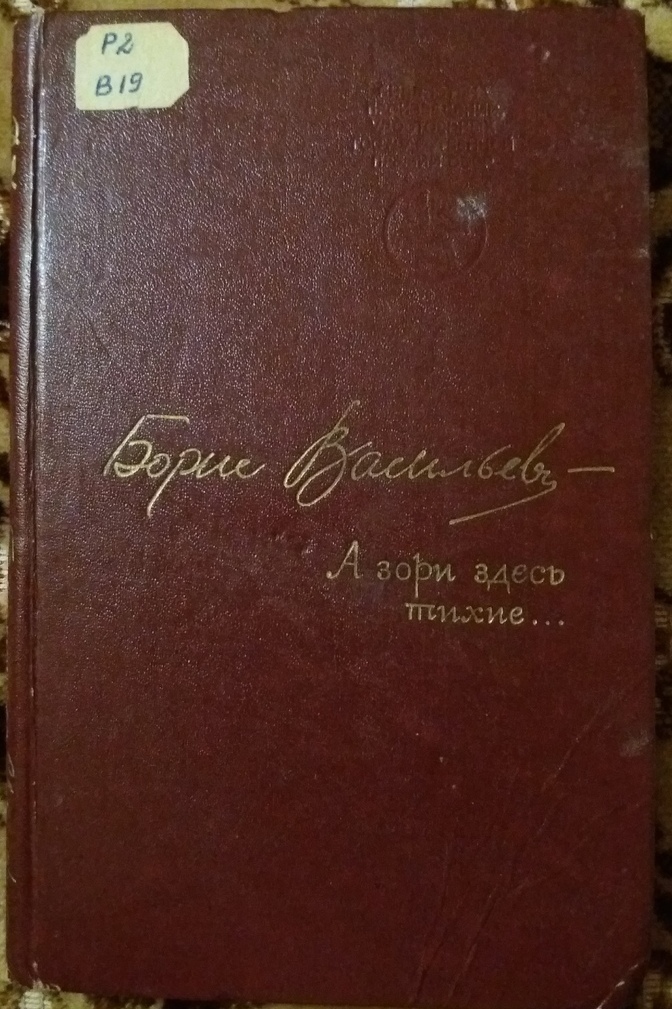 Р2
В19
Борис Васильев
А зори здесь
тихие...